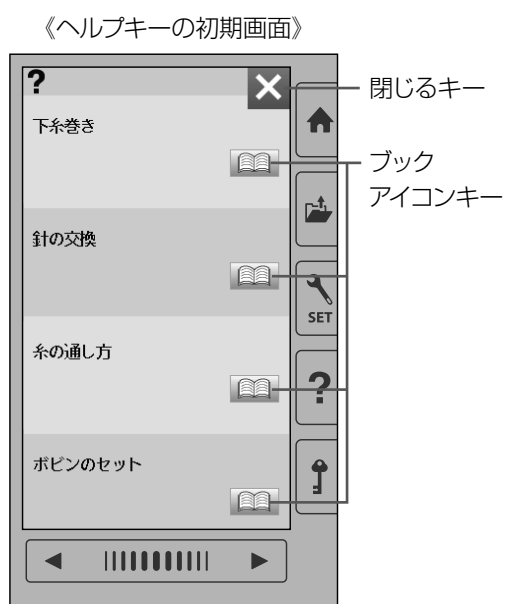 《ヘルプキーの初期画面》
?
閉じるキー
下糸巻き
ブック
アイコンキー
針の交換
SET
糸の通し方
?
ボビンのセット